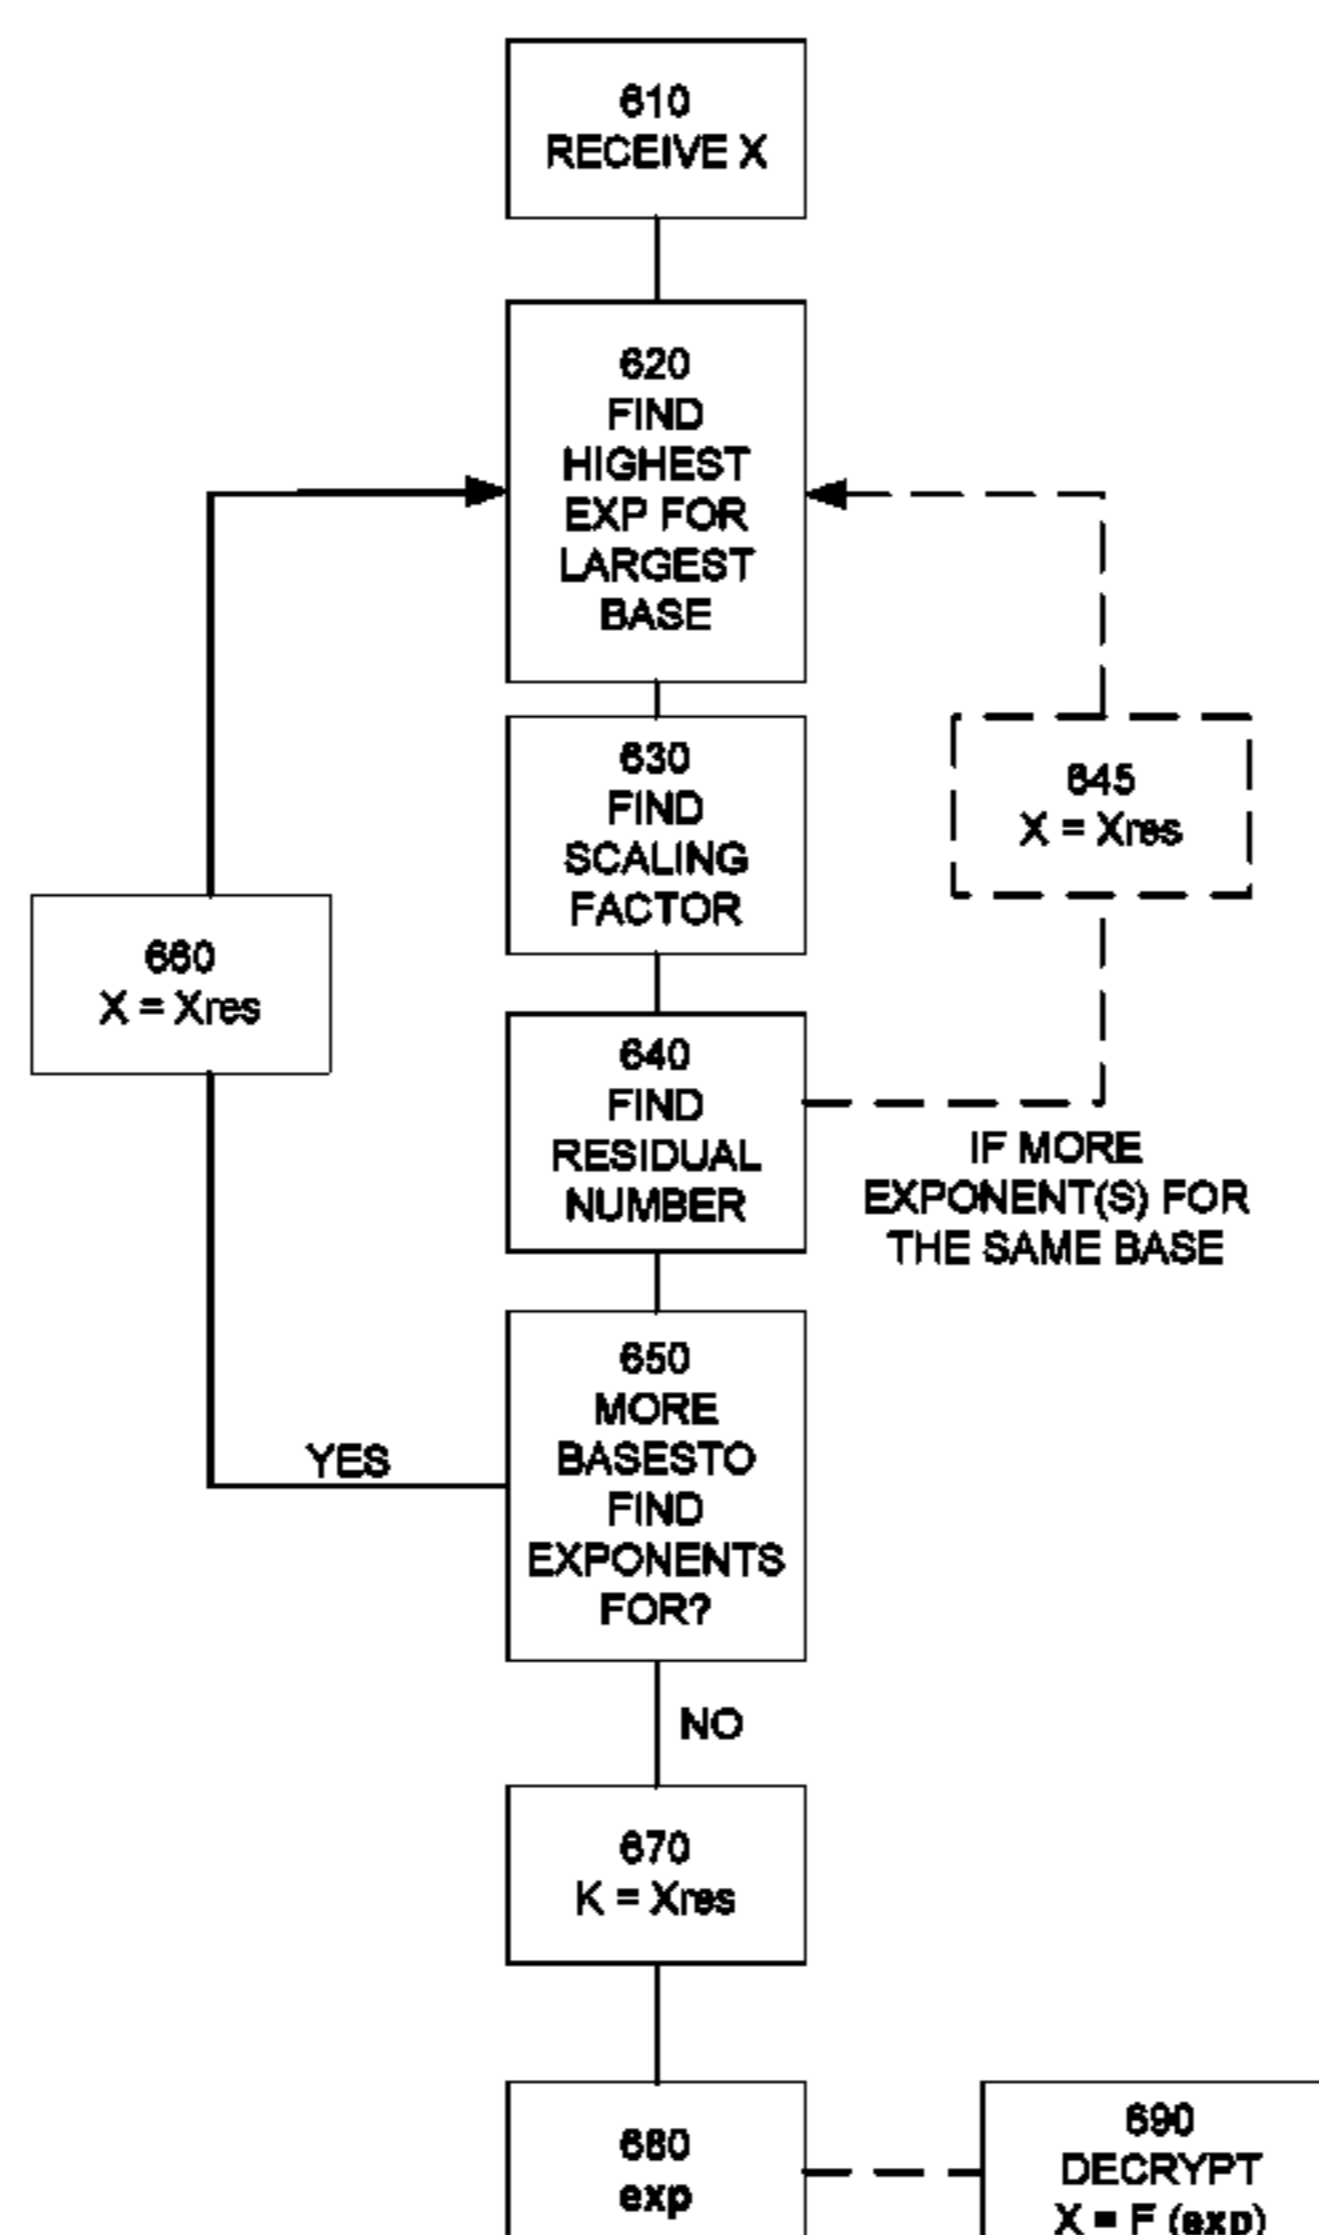 610
RECEIVE X
620
FIND
HIGHEST
EXP FOR
LARGEST
BASE
630
FIND
SCALING
FACTOR
645
X = Xres
660
X = Xres
640
FIND
RESIDUAL
NUMBER
IF MORE
EXPONENT(S) FOR
THE SAME BASE
650
MORE
BASESTO
FIND
EXPONENTS
FOR?
YES
NO
670
K = Xres
680
exp
690
DECRYPT
X = F (exp)